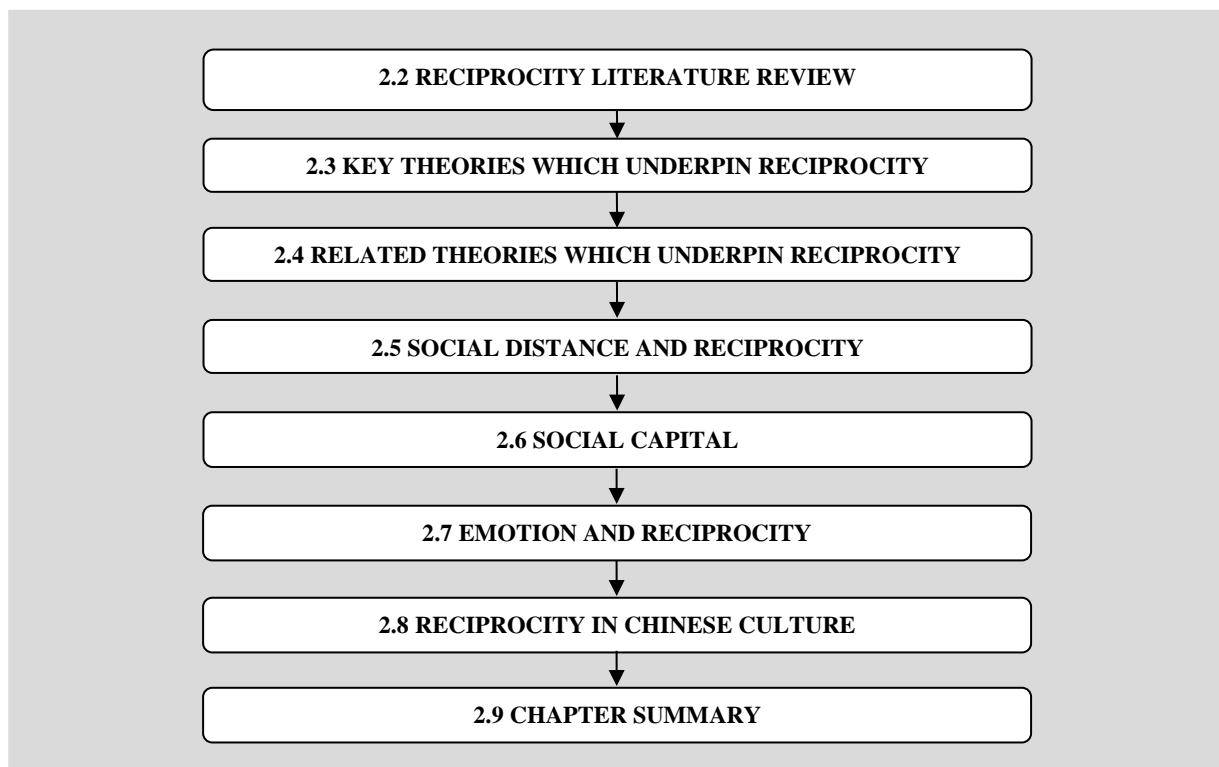 2.2 RECIPROCITY LITERATURE REVIEW
2.3 KEY THEORIES WHICH UNDERPIN RECIPROCITY
2.4 RELATED THEORIES WHICH UNDERPIN RECIPROCITY
2.5 SOCIAL DISTANCE AND RECIPROCITY
2.6 SOCIAL CAPITAL
2.7 EMOTION AND RECIPROCITY
2.8 RECIPROCITY IN CHINESE CULTURE
2.9 CHAPTER SUMMARY